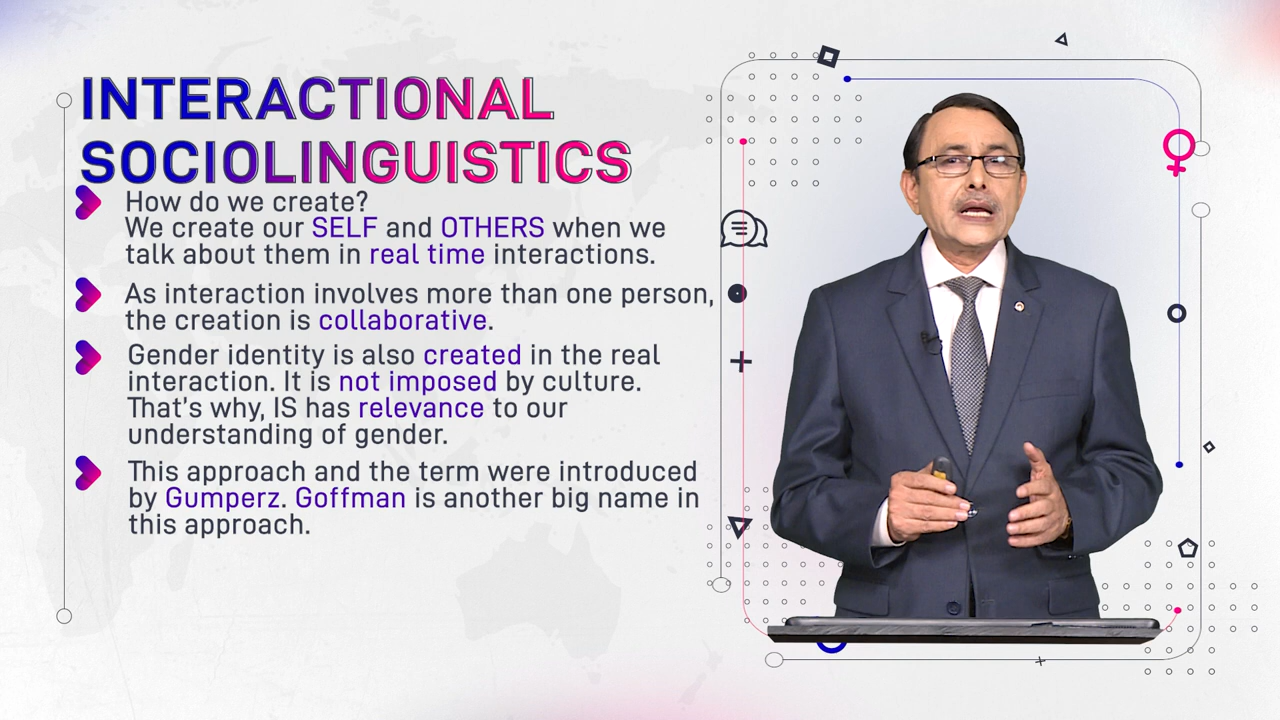 INTERACTIONAL
SOCIOLINGUISTICS
How do we create?
We create our SELF and OTHERS when we
talk about them in real time interactions.
As interaction involves more than one person,
the creation is collaborative.
Gender identity is also created in the real
interaction. It is not imposed by culture.
That's why, IS has relevance to our
understanding of gender.
This approach and the term were introduced
by Gumperz. Goffman is another big name in
this approach.